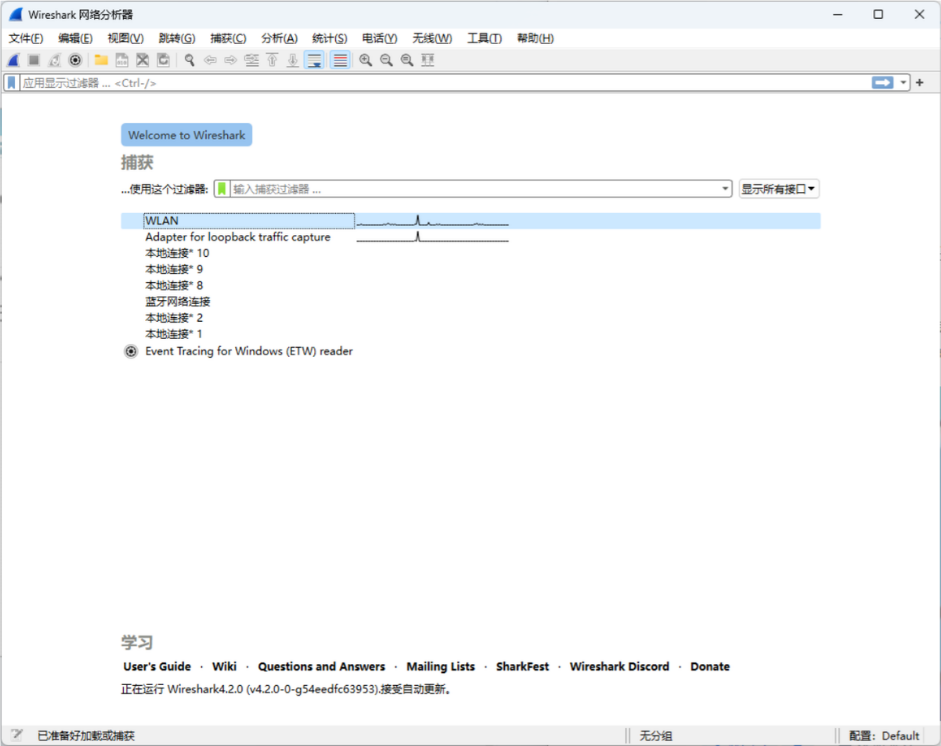 Wireshark 网络分析器
文件(F) 编辑(E) 视图(V) 跳转(G) 捕获(C) 分析(A) 统计(S) 电话(Y) 无线(W) 工具(T) 帮助(H)
应用显示过滤器 … <Ctrl-/>
Welcome to Wireshark
捕获
…使用这个过滤器: 输入捕获过滤器 … 显示所有接口
WLAN
Adapter for loopback traffic capture
本地连接* 10
本地连接* 9
本地连接* 8
蓝牙网络连接
本地连接* 2
本地连接* 1
Event Tracing for Windows (ETW) reader
学习
User's Guide · Wiki · Questions and Answers · Mailing Lists · SharkFest · Wireshark Discord · Donate
正在运行 Wireshark4.2.0 (v4.2.0-0-g54eedfc63953).接受自动更新。
已准备好加载或捕获 无分组 配置: Default